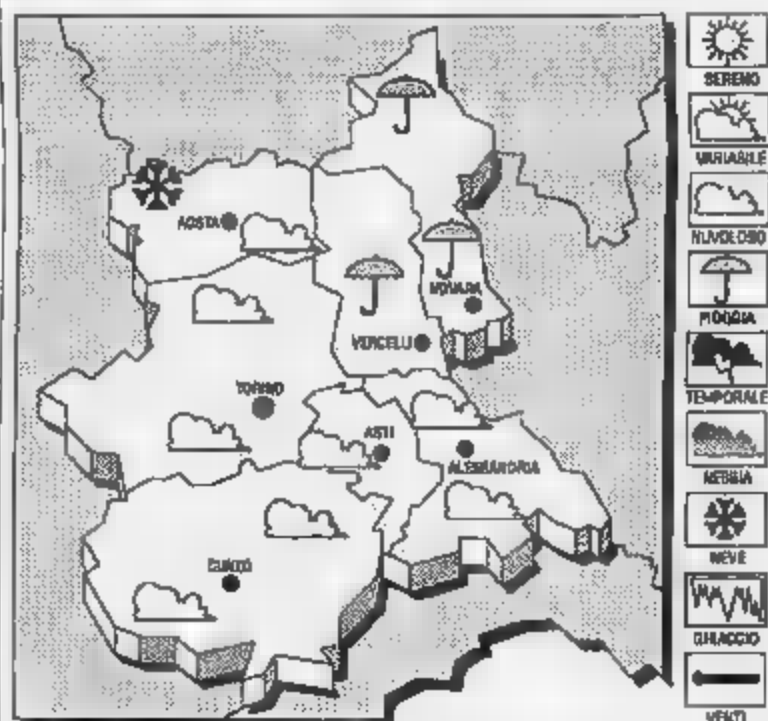 AOSTA
NOVARA
VERCELLI
TORINO
ASTI
ALESSANDRIA
CUNEO
SERENO
VARIABILE
NUVOLOSO
PIOGGIA
TEMPORALE
NEBBIA
NEVE
GHIACCIO
VENTI